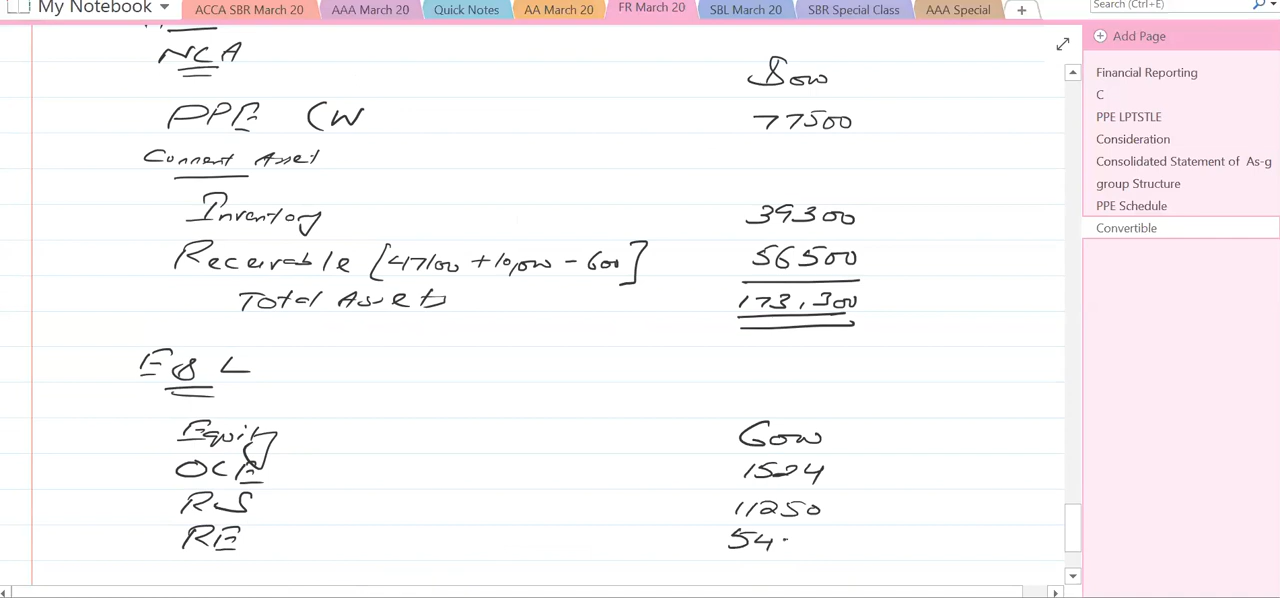 My Notebook
ACCA SBR March 20
AAA March 20
Quick Notes
AA March 20
FR March 20
SBL March 20
SBR Special Class
AAA Special
Search (Ctrl+E)
Add Page
Financial Reporting
C
PPE LPTSTLE
Consideration
Consolidated Statement of As-g
group Structure
PPE Schedule
Convertible
NCA
$000
PPE (W 77500
Current Asset
Inventory 39300
Receivable [47100 + 10,000 - 600] 56500
Total Assets 173,300
E & L
Equity 6000
OCE 1524
RS 11250
RE 54.